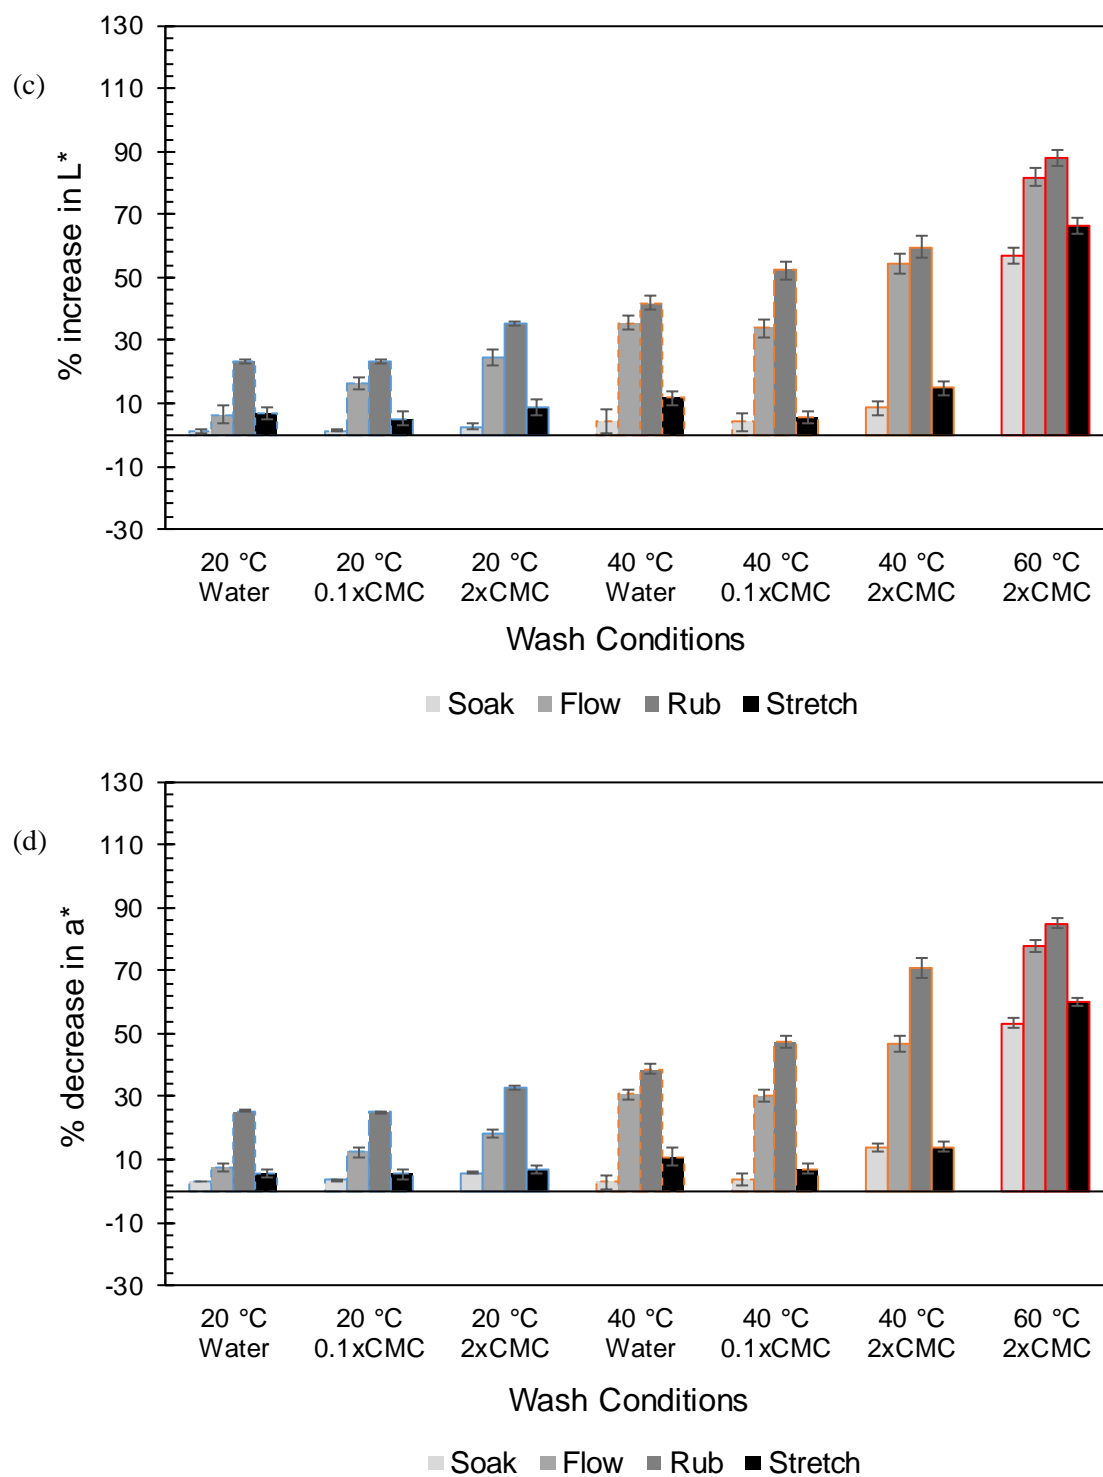 (c)
% increase in L*
130
110
90
70
50
30
10
-10
-30
20 °C 20 °C 20 °C 40 °C 40 °C 40 °C 60 °C
Water 0.1xCMC 2xCMC Water 0.1xCMC 2xCMC 2xCMC
Wash Conditions
Soak Flow Rub Stretch
(d)
% decrease in a*
130
110
90
70
50
30
10
-10
-30
20 °C 20 °C 20 °C 40 °C 40 °C 40 °C 60 °C
Water 0.1xCMC 2xCMC Water 0.1xCMC 2xCMC 2xCMC
Wash Conditions
Soak Flow Rub Stretch